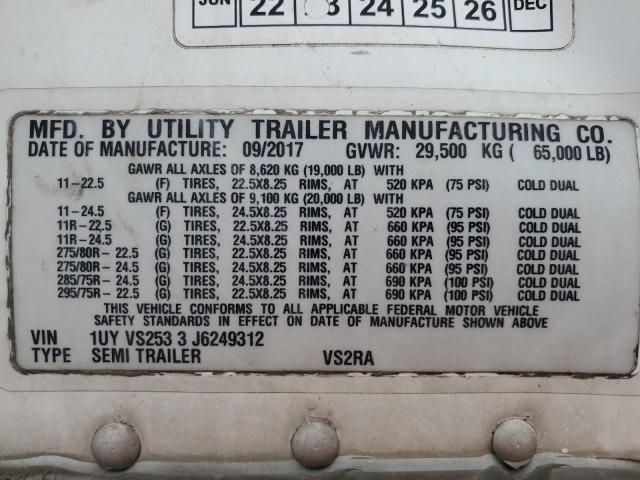 JUN 22 24 25 26 DEC
MFD. BY UTILITY TRAILER MANUFACTURING CO.
DATE OF MANUFACTURE: 09/2017 GVWR: 29,500 KG ( 65,000 LB)
GAWR ALL AXLES OF 8,620 KG (19,000 LB) WITH
11-22.5 (F) TIRES, 22.5X8.25 RIMS, AT 520 KPA (75 PSI) COLD DUAL
GAWR ALL AXLES OF 9,100 KG (20,000 LB) WITH
11-24.5 (F) TIRES, 24.5X8.25 RIMS, AT 520 KPA (75 PSI) COLD DUAL
11R-22.5 (G) TIRES, 22.5X8.25 RIMS, AT 660 KPA (95 PSI) COLD DUAL
11R-24.5 (G) TIRES, 24.5X8.25 RIMS, AT 660 KPA (95 PSI) COLD DUAL
275/80R- 22.5 (G) TIRES, 22.5X8.25 RIMS, AT 660 KPA (95 PSI) COLD DUAL
275/80R- 24.5 (G) TIRES, 24.5X8.25 RIMS, AT 660 KPA (95 PSI) COLD DUAL
285/75R- 24.5 (G) TIRES, 24.5X8.25 RIMS, AT 690 KPA (100 PSI) COLD DUAL
295/75R- 22.5 (G) TIRES, 22.5X8.25 RIMS, AT 690 KPA (100 PSI) COLD DUAL
THIS VEHICLE CONFORMS TO ALL APPLICABLE FEDERAL MOTOR VEHICLE
SAFETY STANDARDS IN EFFECT ON DATE OF MANUFACTURE SHOWN ABOVE
VIN 1UY VS253 3 J6249312
TYPE SEMI TRAILER VS2RA